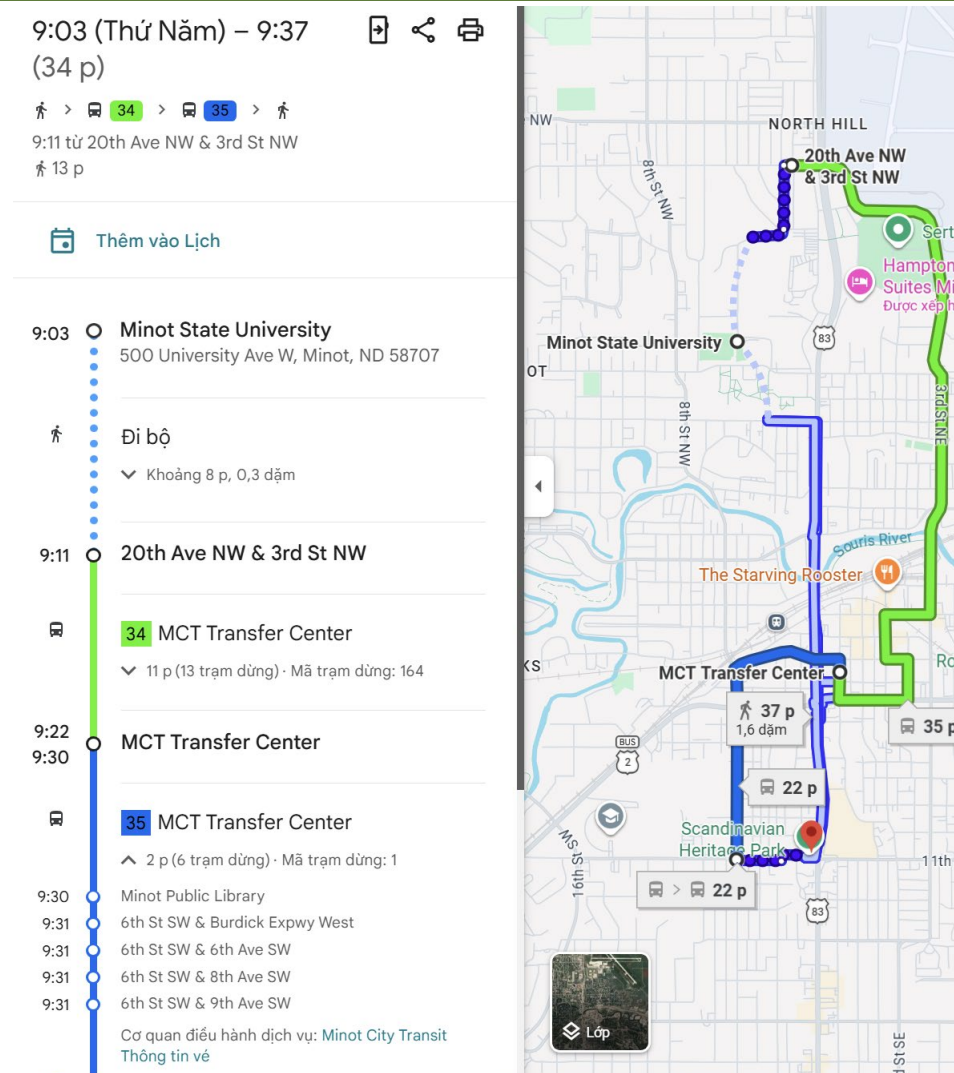 9:03 (Thứ Năm) – 9:37
(34 p)
34
35
9:11 từ 20th Ave NW & 3rd St NW
13 p
Thêm vào Lịch
9:03
Minot State University
500 University Ave W, Minot, ND 58707
Đi bộ
Khoảng 8 p, 0,3 dặm
9:11
20th Ave NW & 3rd St NW
34 MCT Transfer Center
11 p (13 trạm dừng) · Mã trạm dừng: 164
9:22
9:30
MCT Transfer Center
35 MCT Transfer Center
2 p (6 trạm dừng) · Mã trạm dừng: 1
9:30 Minot Public Library
9:31 6th St SW & Burdick Expwy West
9:31 6th St SW & 6th Ave SW
9:31 6th St SW & 8th Ave SW
9:31 6th St SW & 9th Ave SW
Cơ quan điều hành dịch vụ: Minot City Transit
Thông tin vé
NW
NORTH HILL
20th Ave NW
& 3rd St NW
8th St NW
Sert
Hampton
Suites Mi
Được xếp h
83
Minot State University
OT
3rd St NE
8th St NW
Souris River
The Starving Rooster
KS
Ro
MCT Transfer Center
37 p
1,6 dặm
35 p
BUS
2
22 p
Scandinavian
Heritage Park
11th
16th St SW
22 p
83
Lớp
d St SE